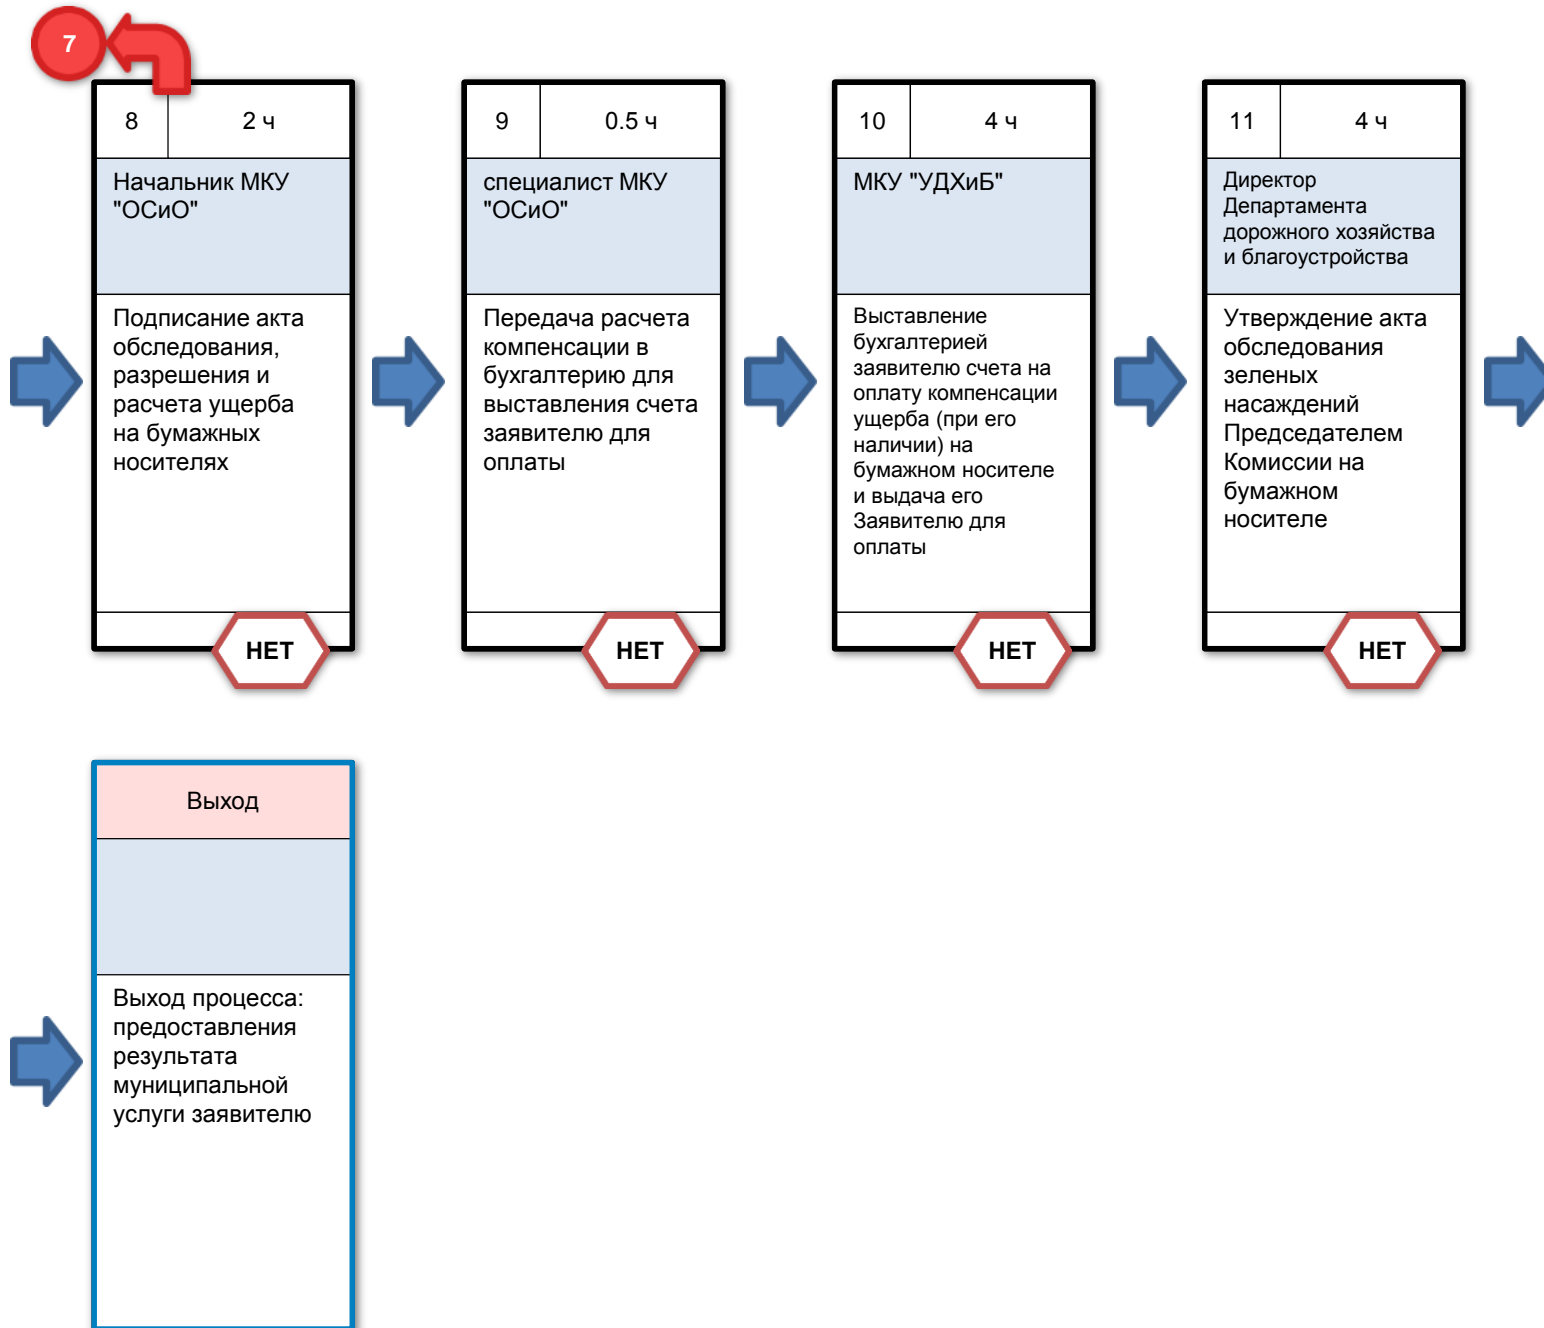 7
8
2 ч
Начальник МКУ
"ОСиО"
Подписание акта
обследования,
разрешения и
расчета ущерба
на бумажных
носителях
НЕТ
9
0.5 ч
специалист МКУ
"ОСиО"
Передача расчета
компенсации в
бухгалтерию для
выставления счета
заявителю для
оплаты
НЕТ
10
4 ч
МКУ "УДХиБ"
Выставление
бухгалтерией
заявителю счета на
оплату компенсации
ущерба (при его
наличии) на
бумажном носителе
и выдача его
Заявителю для
оплаты
НЕТ
11
4 ч
Директор
Департамента
дорожного хозяйства
и благоустройства
Утверждение акта
обследования
зеленых
насаждений
Председателем
Комиссии на
бумажном
носителе
НЕТ
Выход
Выход процесса:
предоставления
результата
муниципальной
услуги заявителю